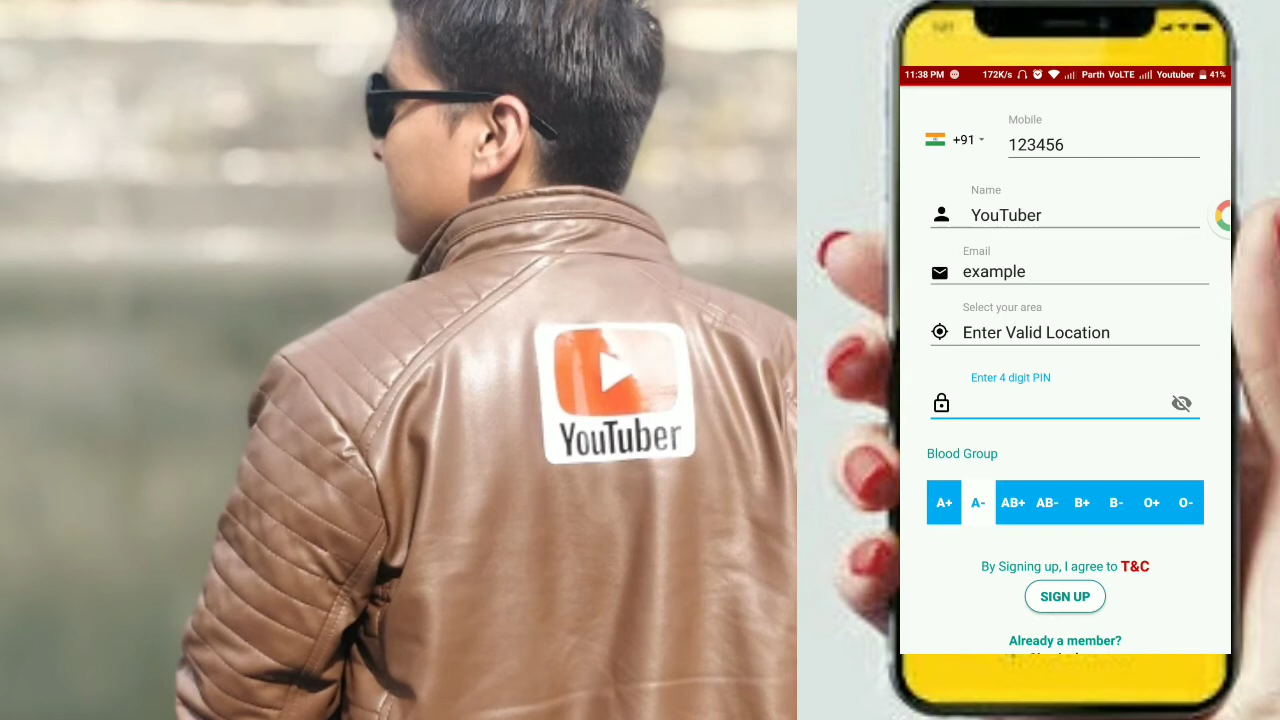 YouTuber
11:38 PM 172K/s Parth VoLTE Youtuber 41%
Mobile
+91 123456
Name
YouTuber
Email
example
Select your area
Enter Valid Location
Enter 4 digit PIN
Blood Group
A+ A- AB+ AB- B+ B- O+ O-
By Signing up, I agree to T&C
SIGN UP
Already a member?